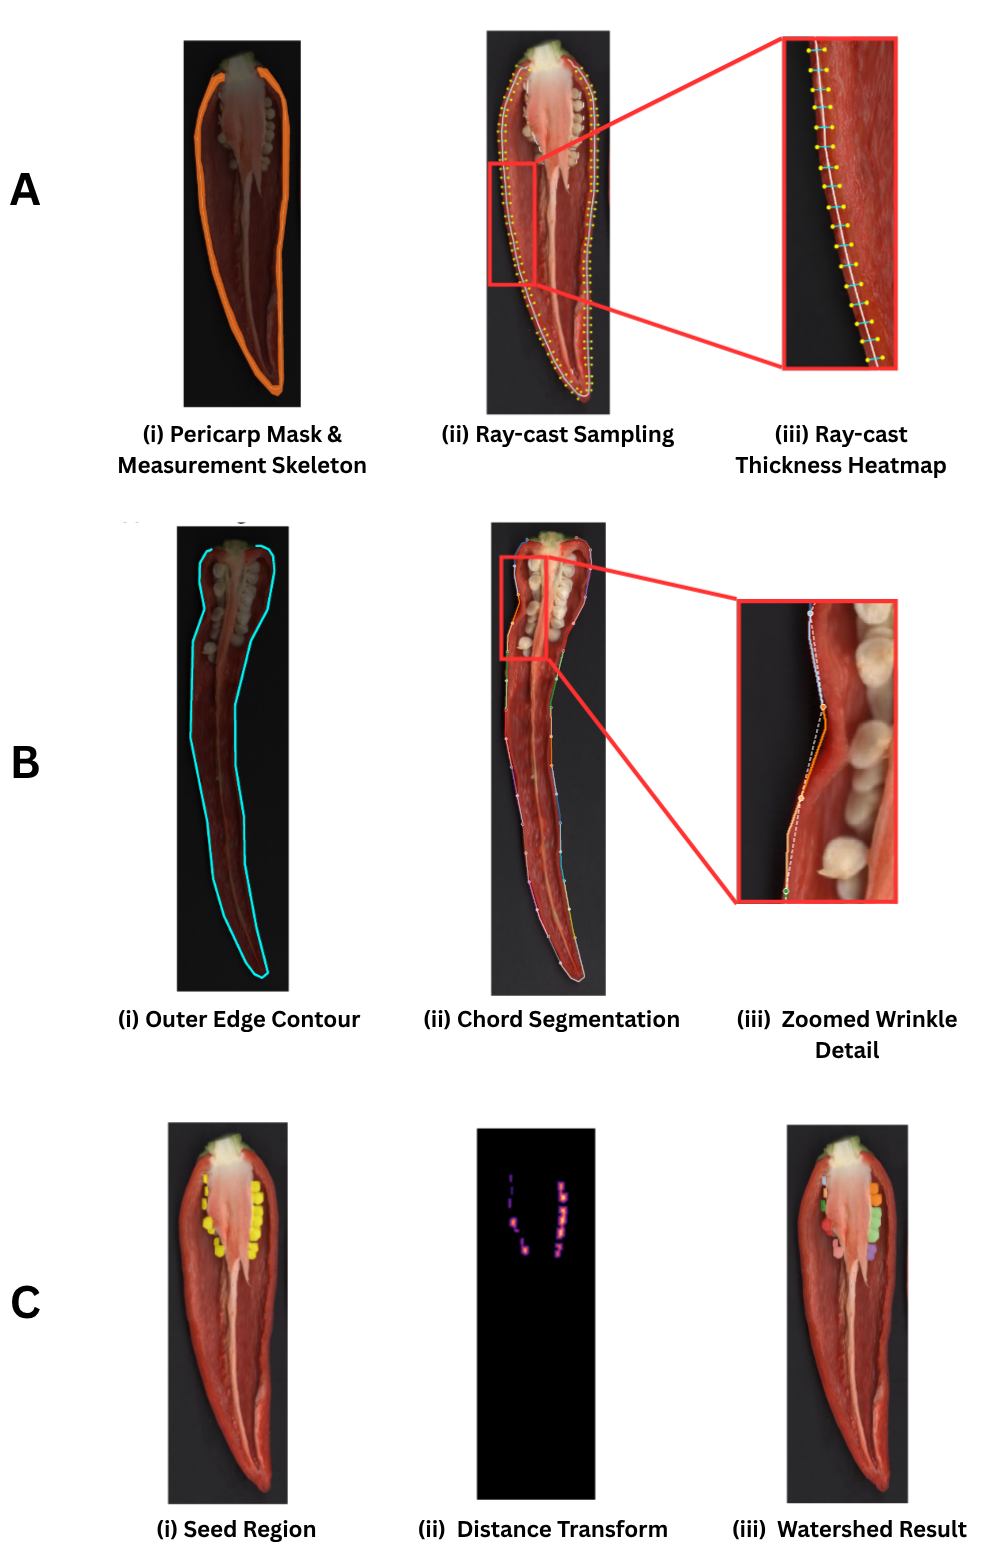 A
(i) Pericarp Mask &
Measurement Skeleton
(ii) Ray-cast Sampling
(iii) Ray-cast
Thickness Heatmap
B
(i) Outer Edge Contour
(ii) Chord Segmentation
(iii) Zoomed Wrinkle
Detail
C
(i) Seed Region
(ii) Distance Transform
(iii) Watershed Result